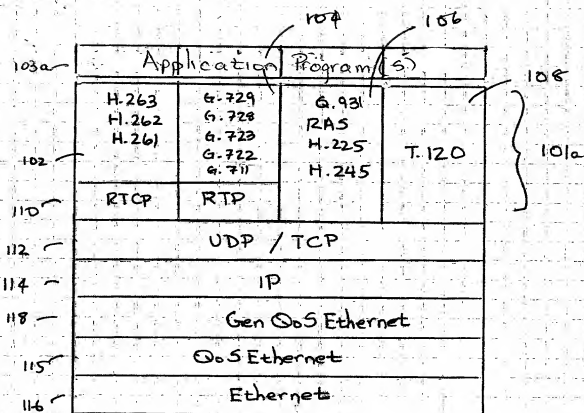 104 106
103a Application Program(s)
108
H.263 G.729 Q.931
H.262 G.728 RAS
H.261 G.723 H.225 T.120 101a
102 G.722 H.245
G.711
110 RTCP RTP
112 UDP / TCP
114 IP
118 Gen QoS Ethernet
115 QoS Ethernet
116 Ethernet